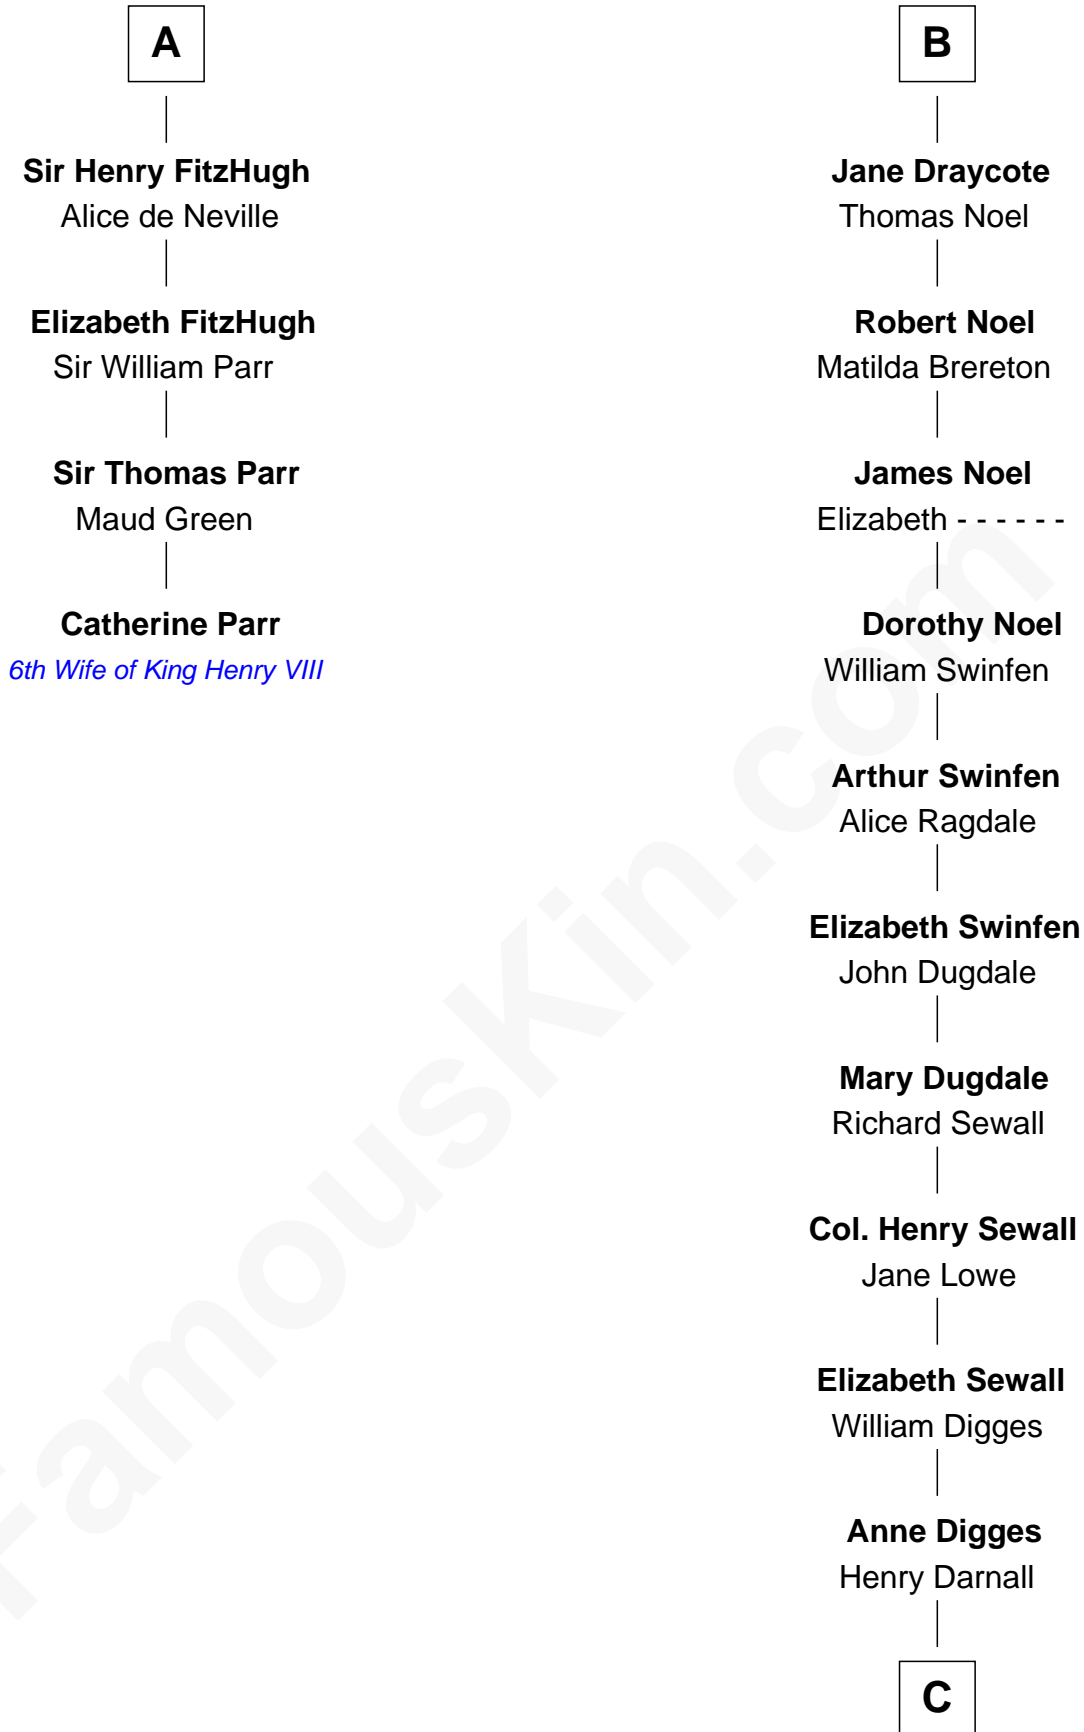 A
Sir Henry FitzHugh
Alice de Neville
Elizabeth FitzHugh
Sir William Parr
Sir Thomas Parr
Maud Green
Catherine Parr
6th Wife of King Henry VIII
B
Jane Draycote
Thomas Noel
Robert Noel
Matilda Brereton
James Noel
Elizabeth - - - - - -
Dorothy Noel
William Swinfen
Arthur Swinfen
Alice Ragdale
Elizabeth Swinfen
John Dugdale
Mary Dugdale
Richard Sewall
Col. Henry Sewall
Jane Lowe
Elizabeth Sewall
William Digges
Anne Digges
Henry Darnall
C
FamousKin.com